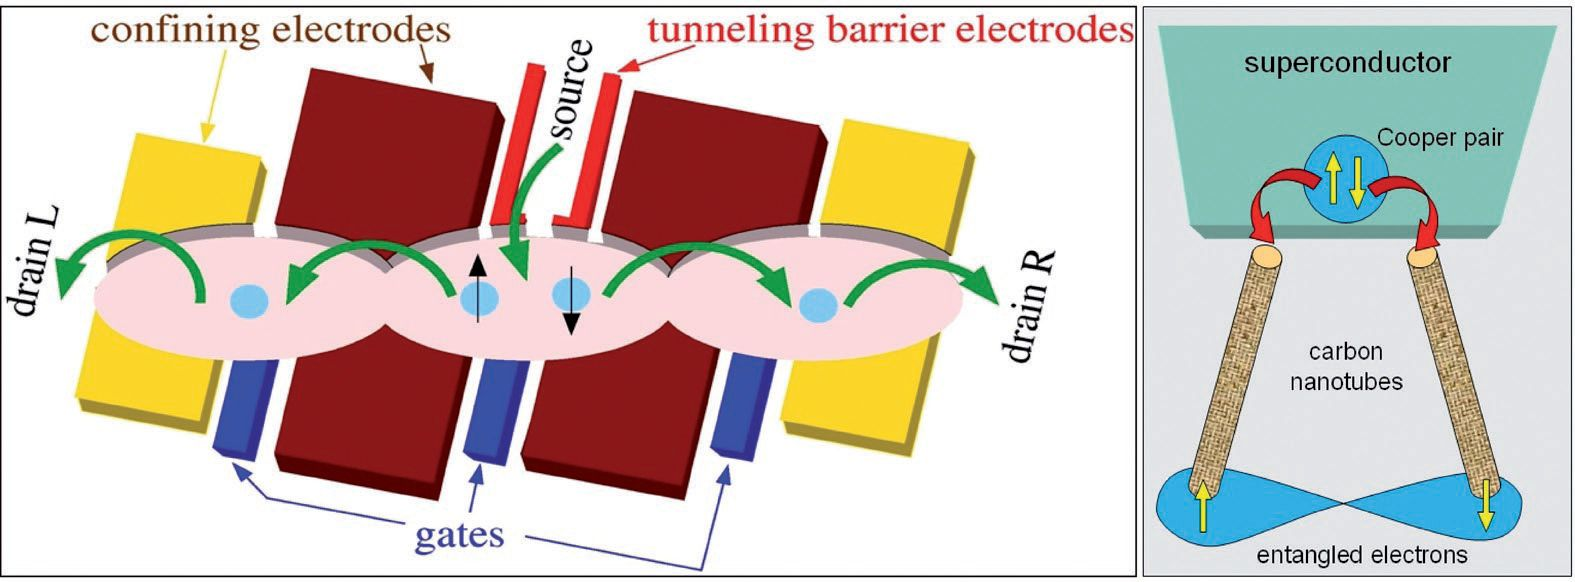 confining electrodes
tunneling barrier electrodes
source
drain L
drain R
gates
superconductor
Cooper pair
carbon
nanotubes
entangled electrons